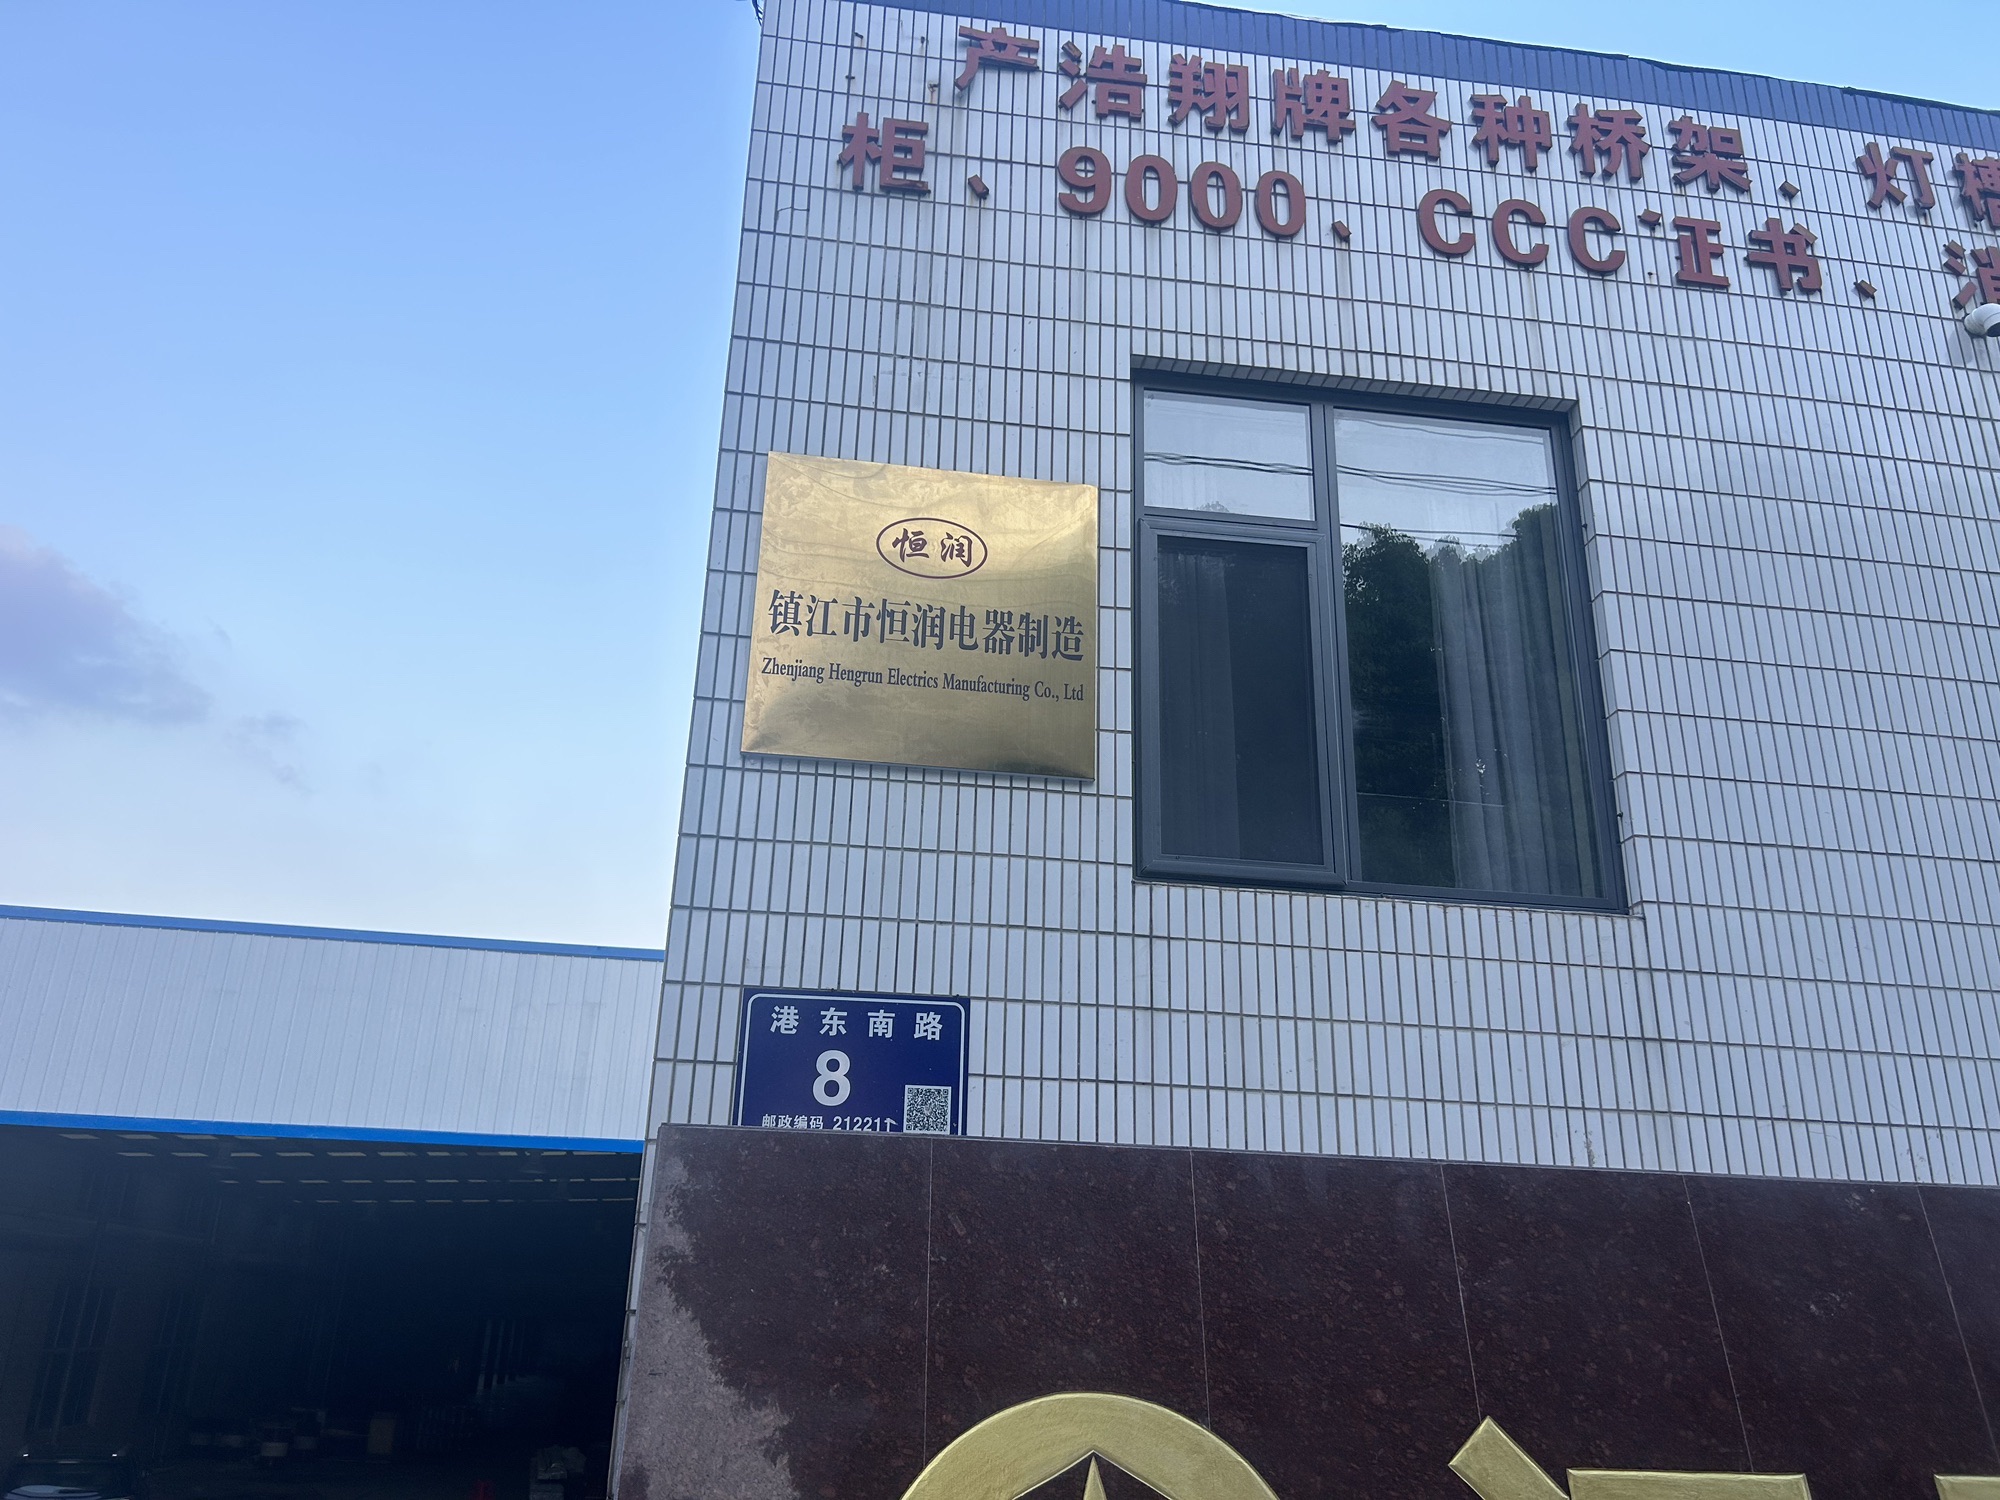 产浩翔牌各种桥架、灯
柜、9000、CCC证书、消
恒润
镇江市恒润电器制造
Zhenjiang Hengrun Electrics Manufacturing Co., Ltd
港东南路
8
邮政编码 212211